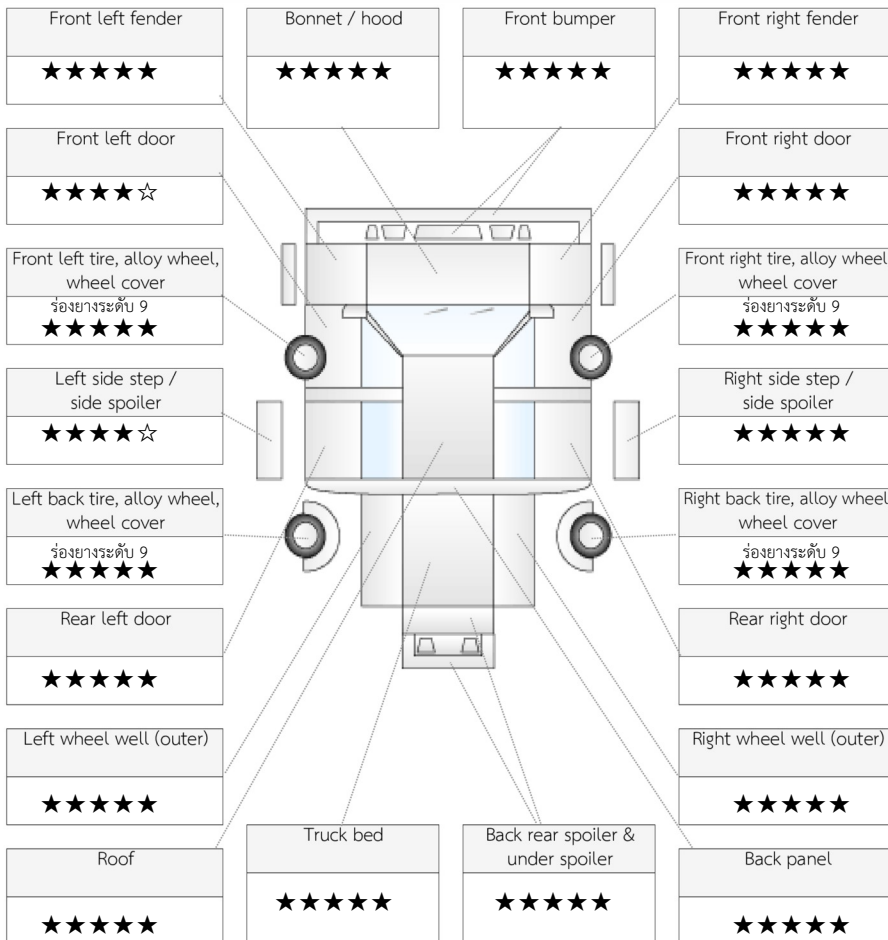 Front left fender
★★★★★
Bonnet / hood
★★★★★
Front bumper
★★★★★
Front right fender
★★★★★
Front left door
★★★★☆
Front right door
★★★★★
Front left tire, alloy wheel,
wheel cover
ร่องยางระดับ 9
★★★★★
Front right tire, alloy wheel
wheel cover
ร่องยางระดับ 9
★★★★★
Left side step /
side spoiler
★★★★☆
Right side step /
side spoiler
★★★★★
Left back tire, alloy wheel,
wheel cover
ร่องยางระดับ 9
★★★★★
Right back tire, alloy wheel
wheel cover
ร่องยางระดับ 9
★★★★★
Rear left door
★★★★★
Rear right door
★★★★★
Left wheel well (outer)
★★★★★
Right wheel well (outer)
★★★★★
Roof
★★★★★
Truck bed
★★★★★
Back rear spoiler &
under spoiler
★★★★★
Back panel
★★★★★